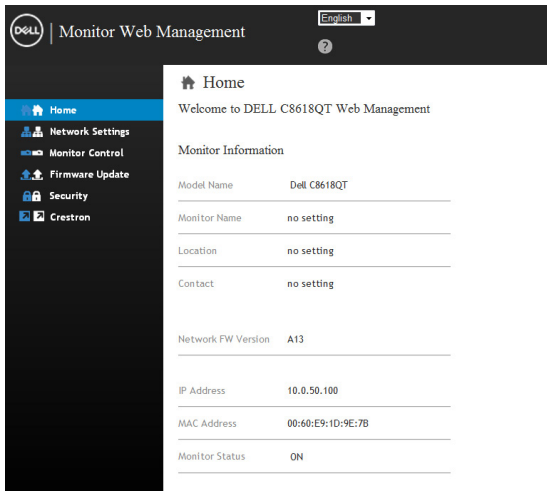 DELL | Monitor Web Management
English
?
Home
Network Settings
Monitor Control
Firmware Update
Security
Crestron
Home
Welcome to DELL C8618QT Web Management
Monitor Information
Model Name Dell C8618QT
Monitor Name no setting
Location no setting
Contact no setting
Network FW Version A13
IP Address 10.0.50.100
MAC Address 00:60:E9:1D:9E:7B
Monitor Status ON